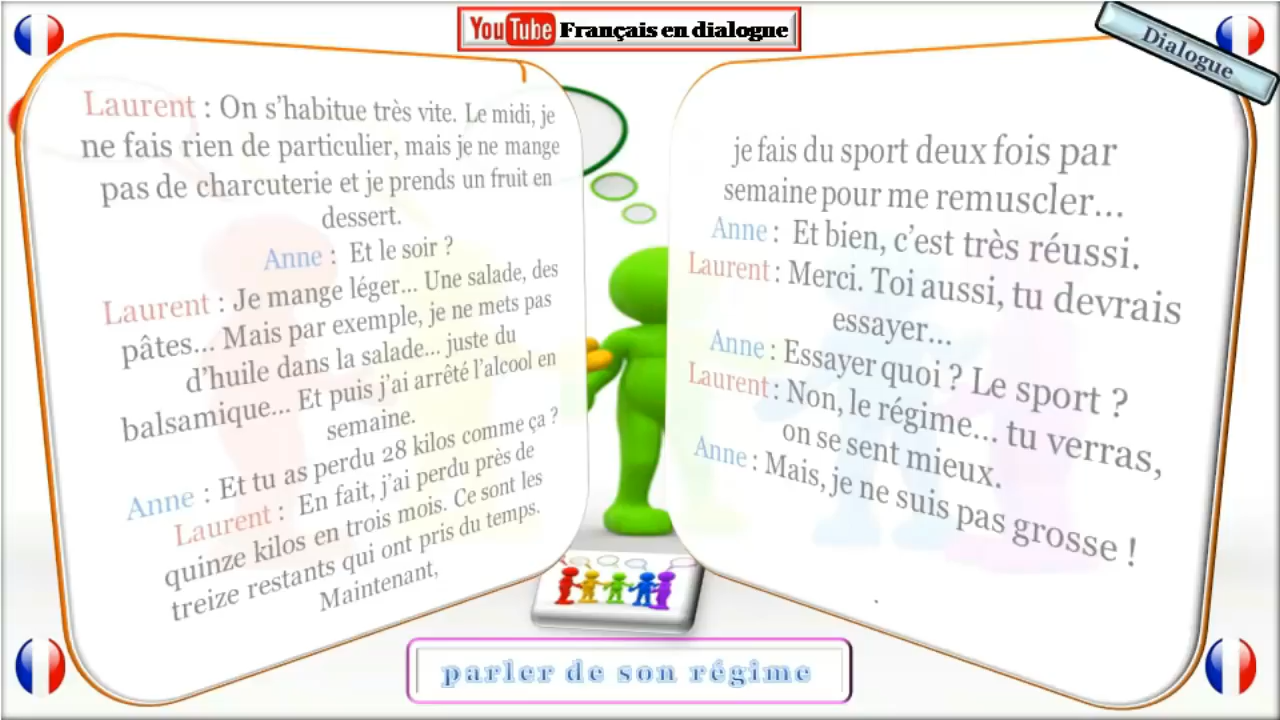 YouTube Français en dialogue
Dialogue
Laurent : On s'habitue très vite. Le midi, je
ne fais rien de particulier, mais je ne mange
pas de charcuterie et je prends un fruit en
dessert.
Anne : Et le soir ?
Laurent : Je mange léger... Une salade, des
pâtes... Mais par exemple, je ne mets pas
d'huile dans la salade... juste du
balsamique... Et puis j'ai arrêté l'alcool en
semaine.
Anne : Et tu as perdu 28 kilos comme ça ?
Laurent : En fait, j'ai perdu près de
quinze kilos en trois mois. Ce sont les
treize restants qui ont pris du temps.
Maintenant,
je fais du sport deux fois par
semaine pour me remuscler...
Anne : Et bien, c'est très réussi.
Laurent : Merci. Toi aussi, tu devrais
essayer...
Anne : Essayer quoi ? Le sport ?
Laurent : Non, le régime... tu verras,
on se sent mieux.
Anne : Mais, je ne suis pas grosse !
.
parler de son régime